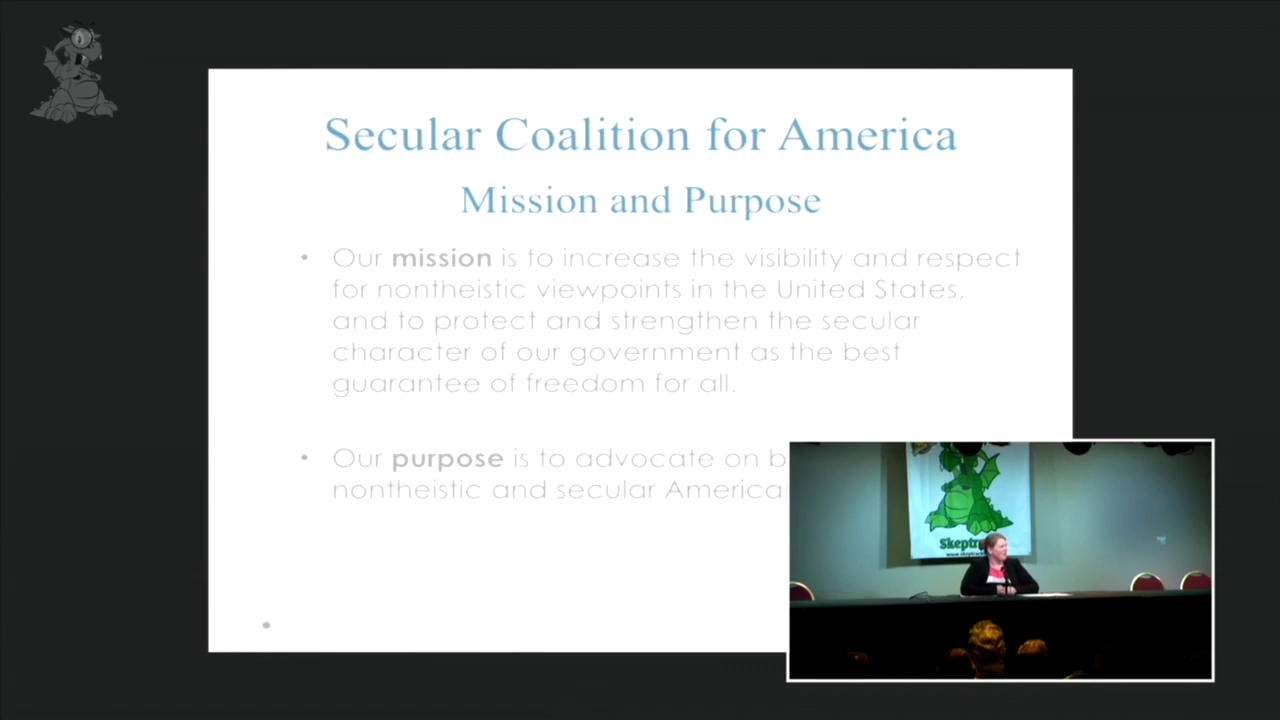 Secular Coalition for America
Mission and Purpose
• Our mission is to increase the visibility and respect
for nontheistic viewpoints in the United States,
and to protect and strengthen the secular
character of our government as the best
guarantee of freedom for all.
• Our purpose is to advocate on b
nontheistic and secular America
•
Skeptr